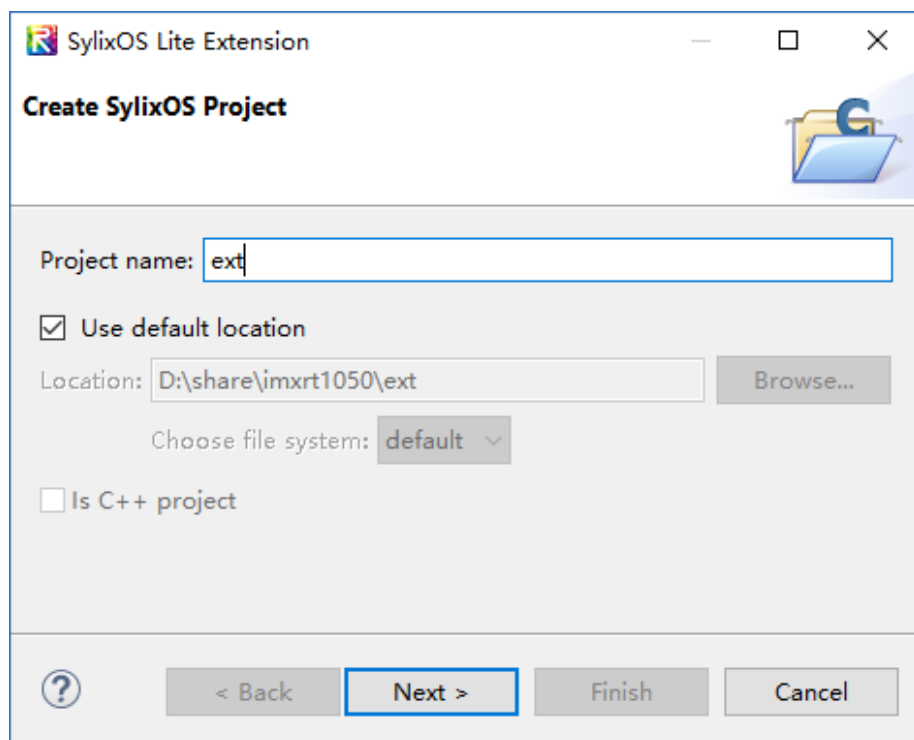 SylixOS Lite Extension
Create SylixOS Project
Project name: ext
Use default location
Location: D:\share\imxrt1050\ext Browse...
Choose file system: default
Is C++ project
< Back Next > Finish Cancel